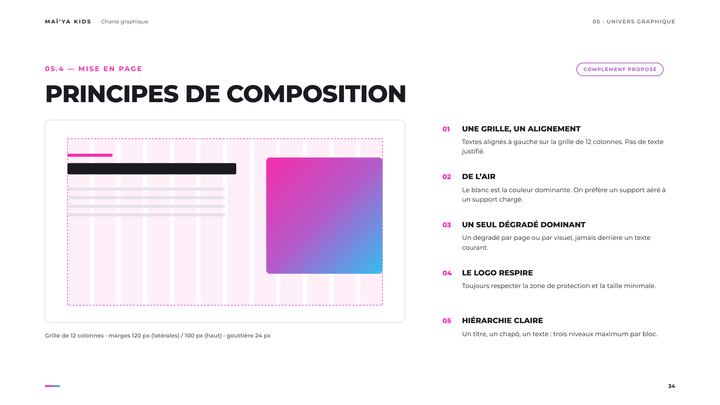 MAÏ'YA KIDS Charte graphique
05 · UNIVERS GRAPHIQUE
05.4 — MISE EN PAGE
COMPLÉMENT PROPOSÉ
PRINCIPES DE COMPOSITION
Grille de 12 colonnes · marges 120 px (latérales) / 100 px (haut) · gouttière 24 px
01 UNE GRILLE, UN ALIGNEMENT
Textes alignés à gauche sur la grille de 12 colonnes. Pas de texte
justifié.
02 DE L'AIR
Le blanc est la couleur dominante. On préfère un support aéré à
un support chargé.
03 UN SEUL DÉGRADÉ DOMINANT
Un dégradé par page ou par visuel, jamais derrière un texte
courant.
04 LE LOGO RESPIRE
Toujours respecter la zone de protection et la taille minimale.
05 HIÉRARCHIE CLAIRE
Un titre, un chapô, un texte : trois niveaux maximum par bloc.
34